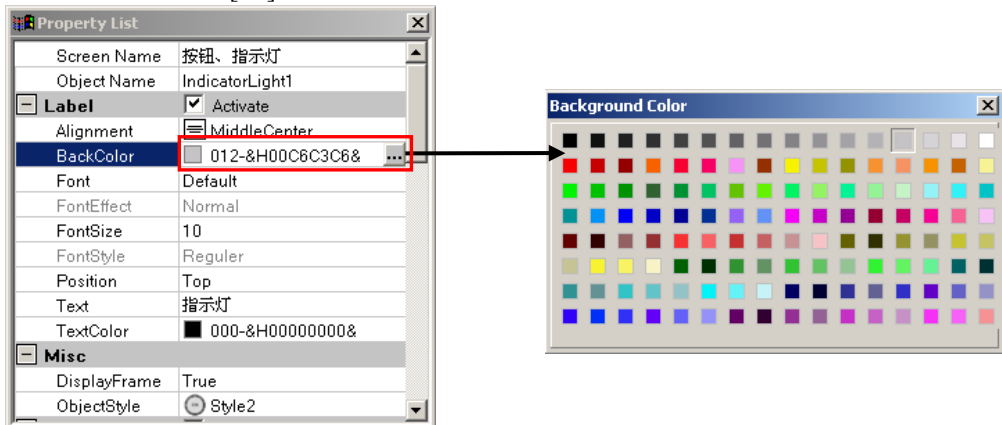 Property List
Screen Name 按钮、指示灯
Object Name IndicatorLight1
Label Activate
Alignment MiddleCenter
BackColor 012-&H00C6C3C6& ...
Font Default
FontEffect Normal
FontSize 10
FontStyle Reguler
Position Top
Text 指示灯
TextColor 000-&H00000000&
Misc
DisplayFrame True
ObjectStyle Style2
Background Color